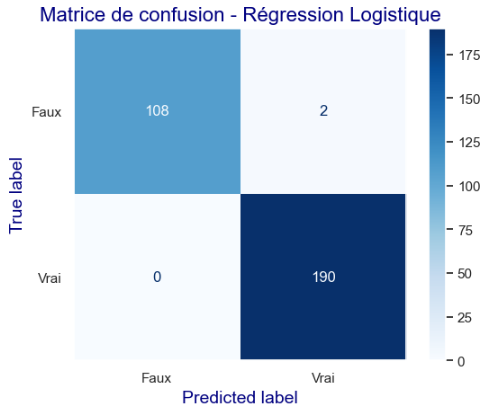 Matrice de confusion - Régression Logistique
True label
Faux
108
2
Vrai
0
190
Faux
Vrai
Predicted label
175
150
125
100
75
50
25
0